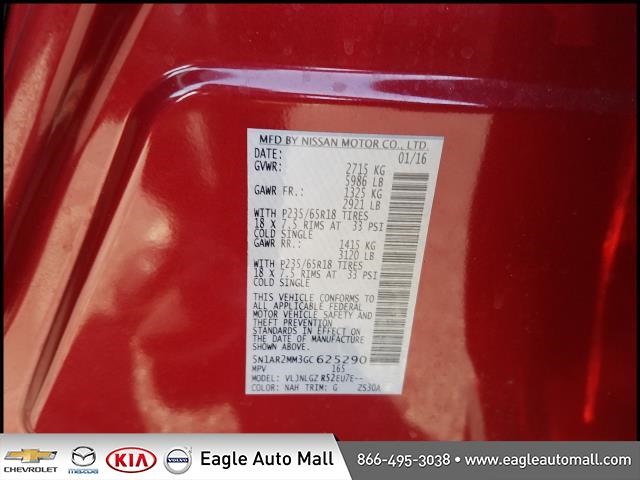 MFD BY NISSAN MOTOR CO., LTD.
DATE: 01/16
GVWR: 2715 KG
5986 LB
GAWR FR.: 1325 KG
2921 LB
WITH P235/65R18 TIRES
18 X 7.5 RIMS AT 33 PSI
COLD SINGLE
GAWR RR.: 1415 KG
3120 LB
WITH P235/65R18 TIRES
18 X 7.5 RIMS AT 33 PSI
COLD SINGLE
THIS VEHICLE CONFORMS TO
ALL APPLICABLE FEDERAL
MOTOR VEHICLE SAFETY AND
THEFT PREVENTION
STANDARDS IN EFFECT ON
THE DATE OF MANUFACTURE
SHOWN ABOVE.
5N1AR2MM3GC625290
MPV 165
MODEL: VLJNLGZ R52EU7E--
COLOR: NAH TRIM: G ZS30A
CHEVROLET mazda KIA VOLVO Eagle Auto Mall 866-495-3038 • www.eagleautomall.com